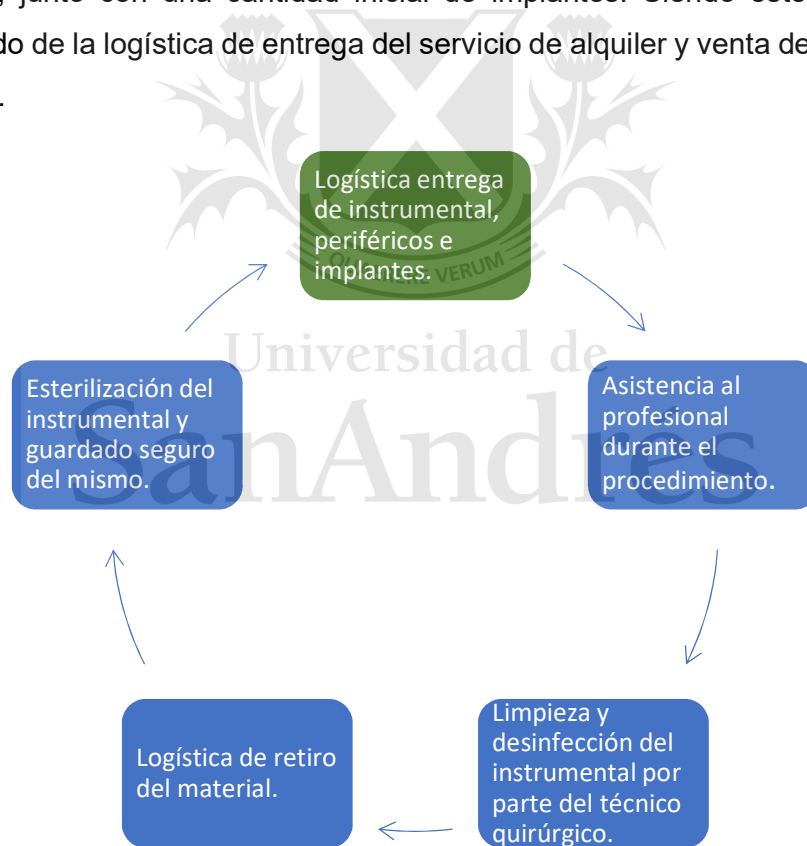 junto con una cantidad inicial de implantes. Siendo este
do de la logística de entrega del servicio de alquiler y venta de
.
Logística entrega
de instrumental,
periféricos e
implantes.
VERUM
Universidad de
SanAndrés
Asistencia al
profesional
durante el
procedimiento.
Limpieza y
desinfección del
instrumental por
parte del técnico
quirúrgico.
Logística de retiro
del material.
Esterilización del
instrumental y
guardado seguro
del mismo.